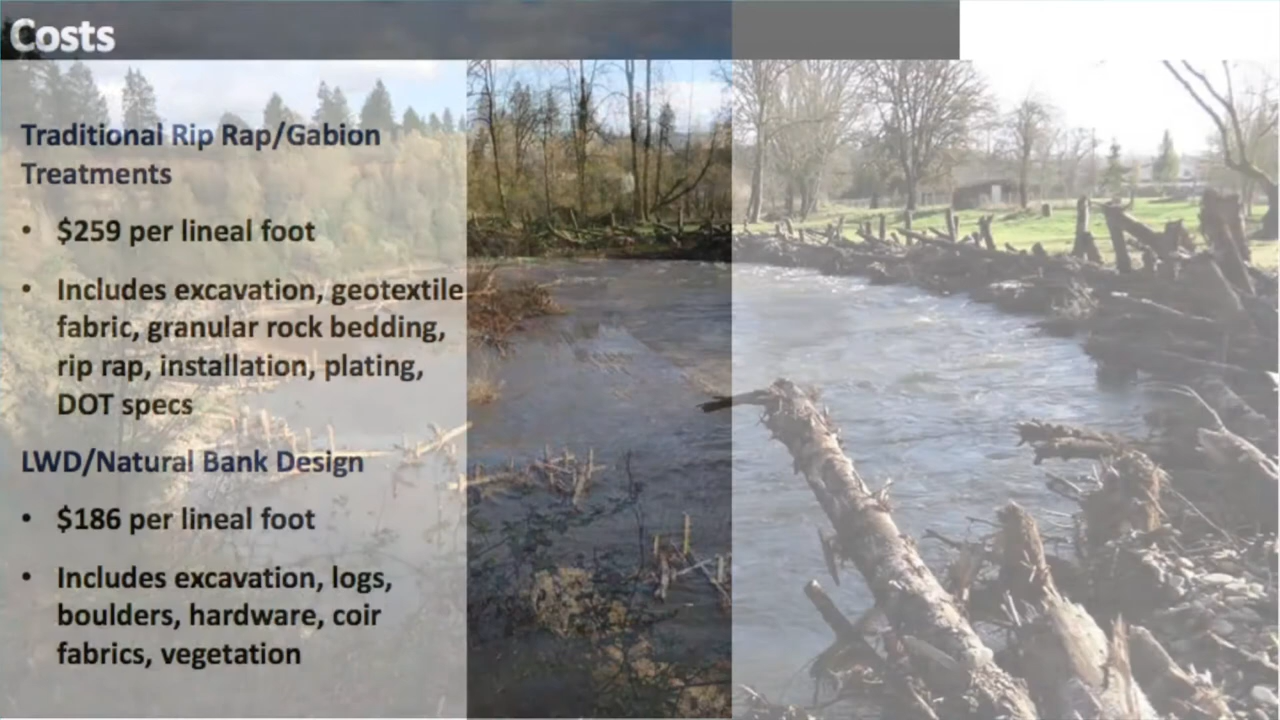 Costs
Traditional Rip Rap/Gabion
Treatments
• $259 per lineal foot
• Includes excavation, geotextile
fabric, granular rock bedding,
rip rap, installation, plating,
DOT specs
LWD/Natural Bank Design
• $186 per lineal foot
• Includes excavation, logs,
boulders, hardware, coir
fabrics, vegetation